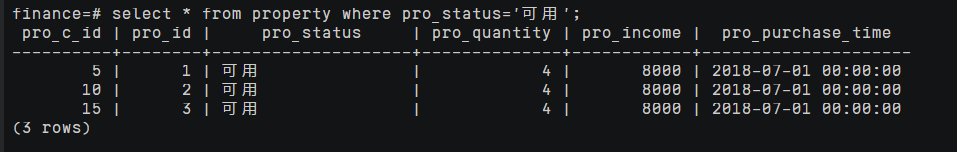 finance=# select * from property where pro_status='可用';
 pro_c_id | pro_id |     pro_status     | pro_quantity | pro_income |  pro_purchase_time
----------+--------+--------------------+--------------+------------+---------------------
        5 |      1 | 可用               |            4 |       8000 | 2018-07-01 00:00:00
       10 |      2 | 可用               |            4 |       8000 | 2018-07-01 00:00:00
       15 |      3 | 可用               |            4 |       8000 | 2018-07-01 00:00:00
(3 rows)